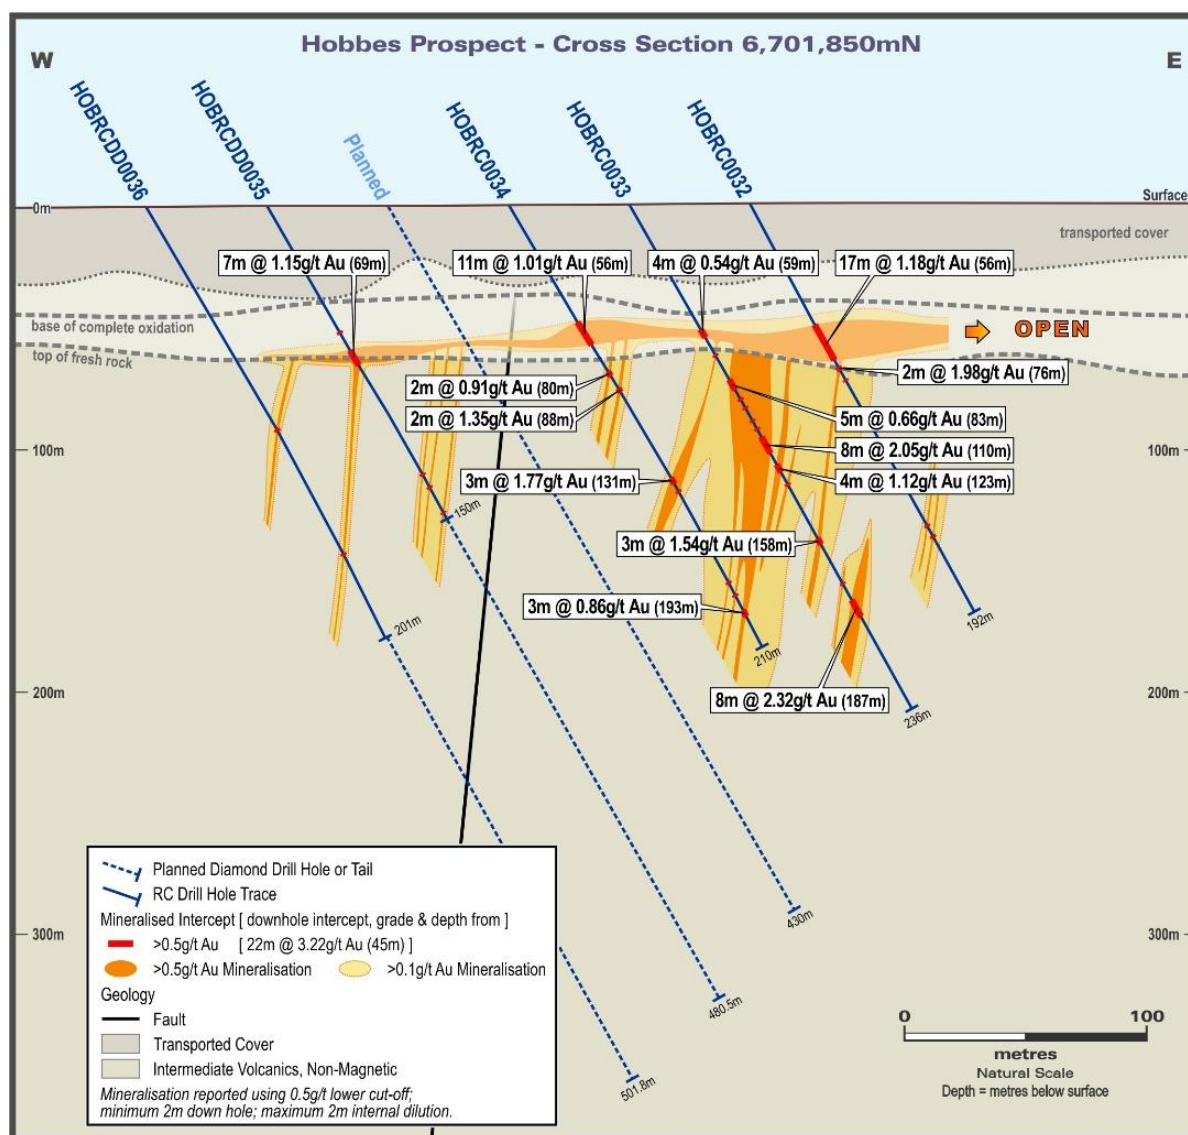 Hobbes Prospect - Cross Section 6,701,850mN
W
E
HOBRCDD0036
HOBRCDD0035
Planned
HOBRC0034
HOBRC0033
HOBRC0032
0m
Surface
transported cover
7m @ 1.15g/t Au (69m)
11m @ 1.01g/t Au (56m)
4m @ 0.54g/t Au (59m)
17m @ 1.18g/t Au (56m)
base of complete oxidation
OPEN
top of fresh rock
2m @ 1.98g/t Au (76m)
2m @ 0.91g/t Au (80m)
2m @ 1.35g/t Au (88m)
5m @ 0.66g/t Au (83m)
100m
8m @ 2.05g/t Au (110m)
100m
3m @ 1.77g/t Au (131m)
4m @ 1.12g/t Au (123m)
150m
3m @ 1.54g/t Au (158m)
3m @ 0.86g/t Au (193m)
201m
192m
210m
200m
8m @ 2.32g/t Au (187m)
200m
236m
Planned Diamond Drill Hole or Tail
RC Drill Hole Trace
Mineralised Intercept [ downhole intercept, grade & depth from ]
>0.5g/t Au [ 22m @ 3.22g/t Au (45m) ]
>0.5g/t Au Mineralisation
>0.1g/t Au Mineralisation
Geology
Fault
Transported Cover
Intermediate Volcanics, Non-Magnetic
Mineralisation reported using 0.5g/t lower cut-off;
minimum 2m down hole; maximum 2m internal dilution.
430m
300m
300m
480.5m
501.8m
0
100
metres
Natural Scale
Depth = metres below surface